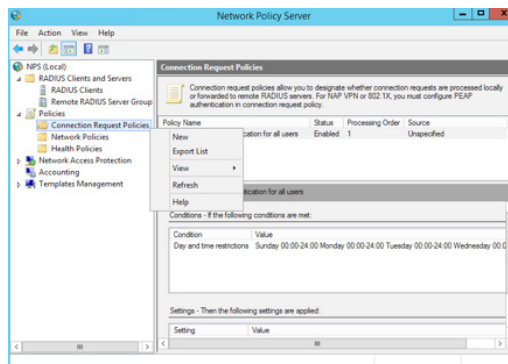 Network Policy Server
File Action View Help
NPS (Local)
RADIUS Clients and Servers
RADIUS Clients
Remote RADIUS Server Group
Policies
Connection Request Policies
Network Policies
Health Policies
Network Access Protection
Accounting
Templates Management
Connection Request Policies
Connection request policies allow you to designate whether connection requests are processed locally
or forwarded to remote RADIUS servers. For NAP VPN or 802.1X, you must configure PEAP
authentication in connection request policy.
Policy Name Status Processing Order Source
cation for all users Enabled 1 Unspecified
New
Export List
View
Refresh
Help
tication for all users
Conditions - If the following conditions are met:
Condition Value
Day and time restrictions Sunday 00:00-24:00 Monday 00:00-24:00 Tuesday 00:00-24:00 Wednesday 00:0
Settings - Then the following settings are applied:
Setting Value